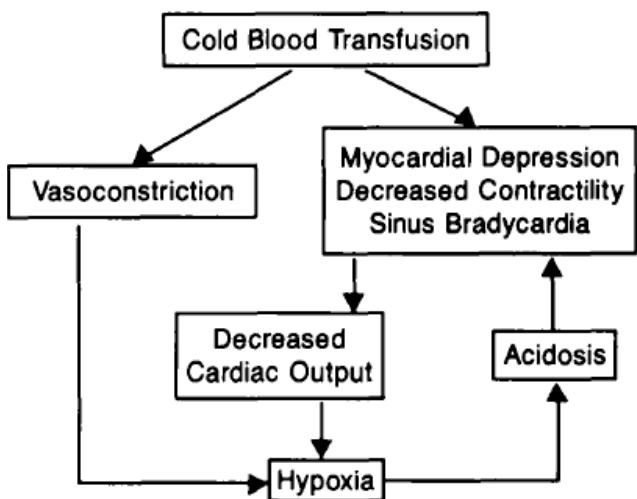 Cold Blood Transfusion
Vasoconstriction
Myocardial Depression
Decreased Contractility
Sinus Bradycardia
Decreased
Cardiac Output
Acidosis
Hypoxia